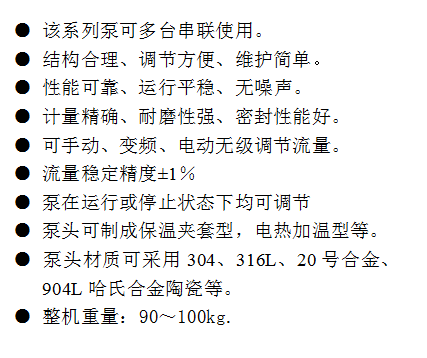 ● 该系列泵可多台串联使用。
● 结构合理、调节方便、维护简单。
● 性能可靠、运行平稳、无噪声。
● 计量精确、耐磨性强、密封性能好。
● 可手动、变频、电动无级调节流量。
● 流量稳定精度±1%
● 泵在运行或停止状态下均可调节
● 泵头可制成保温夹套型，电热加温型等。
● 泵头材质可采用 304、316L、20 号合金、
904L 哈氏合金陶瓷等。
● 整机重量：90～100kg.